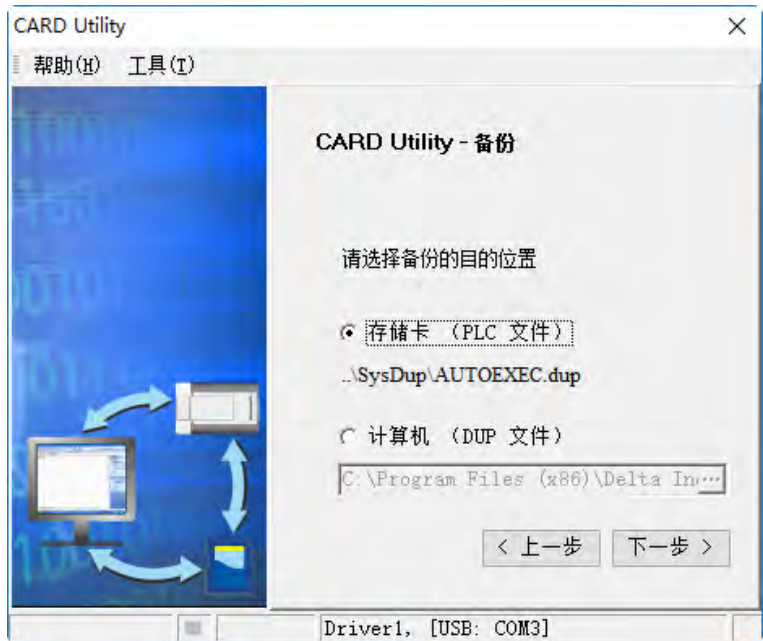 CARD Utility
帮助(H) 工具(T)
CARD Utility - 备份
请选择备份的目的位置
存储卡 (PLC 文件)
..\SysDup\AUTOEXEC.dup
计算机 (DUP 文件)
C:\Program Files (x86)\Delta In
...
< 上一步 下一步 >
Driver1, [USB: COM3]